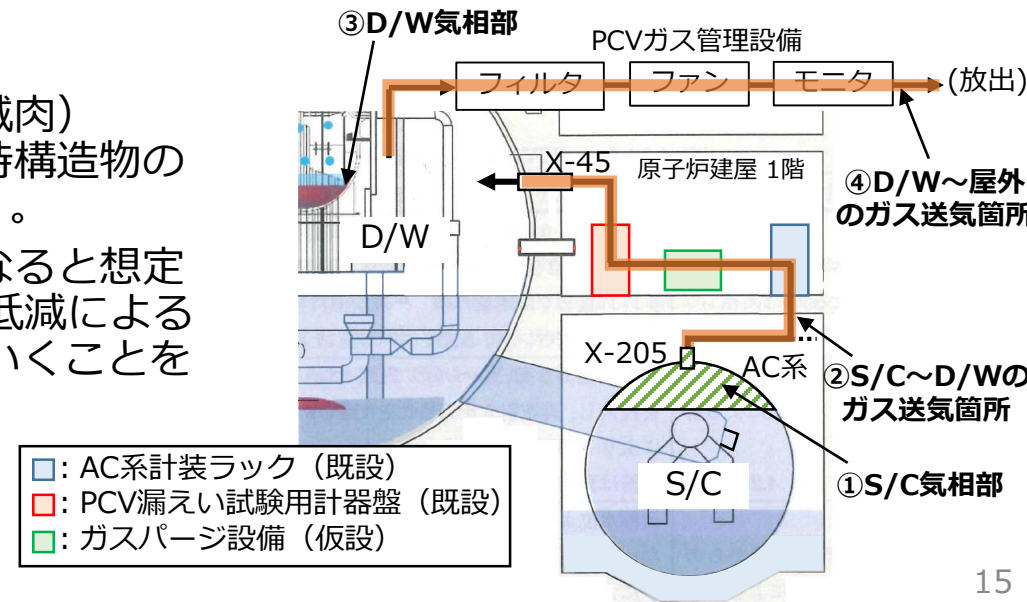 ③D/W気相部
PCVガス管理設備
フィルタ
ファン
モニタ
(放出)
減肉)
構造物の
。
なると想定
低減による
いくことを
X-45
原子炉建屋 1階
④D/W～屋外
のガス送気箇所
D/W
X-205
AC系
②S/C～D/Wの
ガス送気箇所
S/C
①S/C気相部
: AC系計装ラック（既設）
: PCV漏えい試験用計器盤（既設）
: ガスパージ設備（仮設）
15